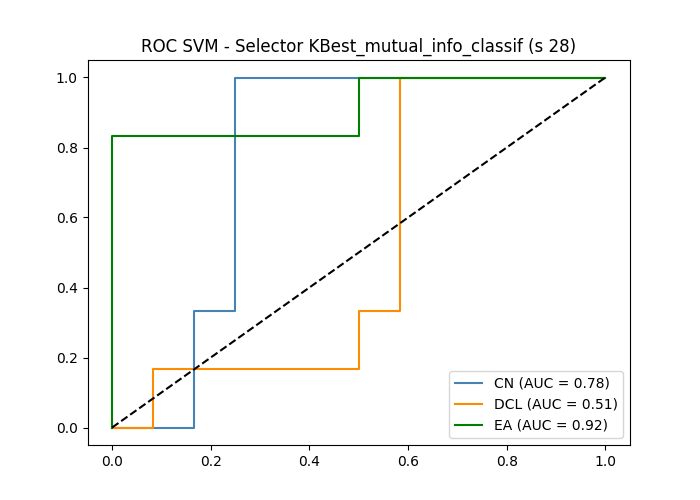 ROC SVM - Selector KBest_mutual_info_classif (s 28)
1.0
0.8
0.6
0.4
0.2
0.0
0.0 0.2 0.4 0.6 0.8 1.0
CN (AUC = 0.78)
DCL (AUC = 0.51)
EA (AUC = 0.92)